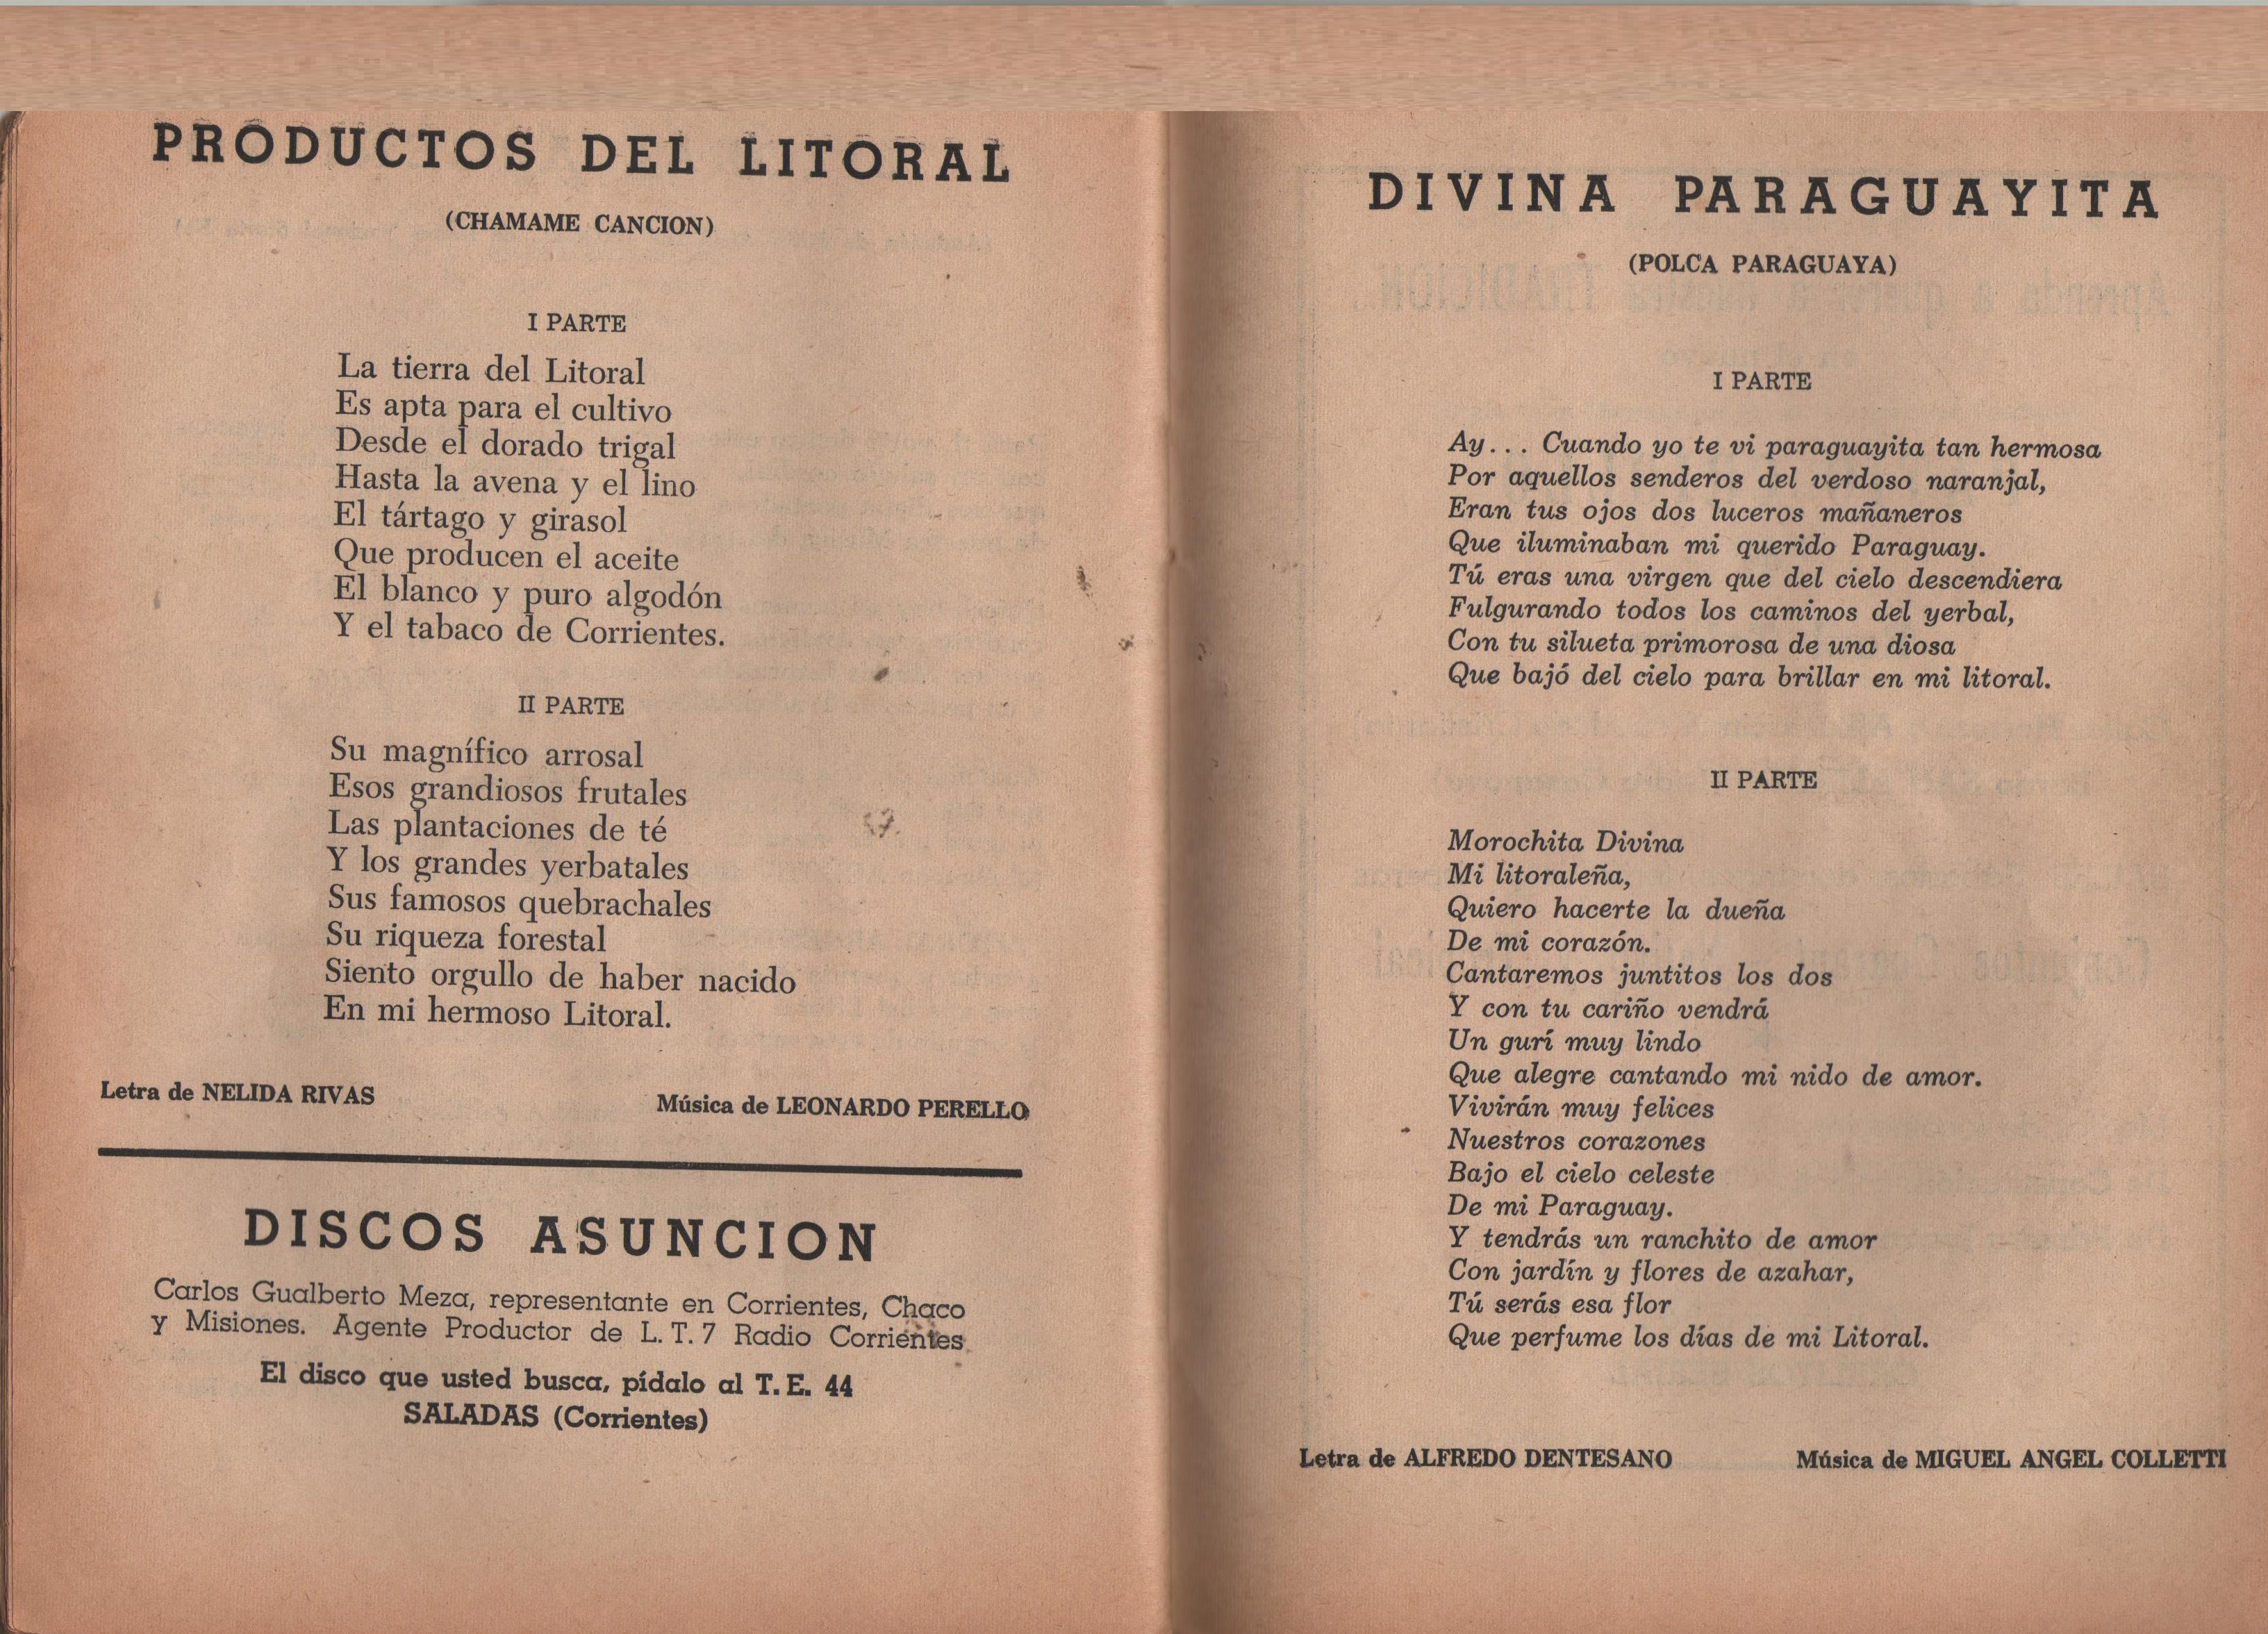 PRODUCTOS DEL LITORAL
(CHAMAME CANCION)
I PARTE
La tierra del Litoral
Es apta para el cultivo
Desde el dorado trigal
Hasta la avena y el lino
El tártago y girasol
Que producen el aceite
El blanco y puro algodón
Y el tabaco de Corrientes.
II PARTE
Su magnífico arrosal
Esos grandiosos frutales
Las plantaciones de té
Y los grandes yerbatales
Sus famosos quebrachales
Su riqueza forestal
Siento orgullo de haber nacido
En mi hermoso Litoral.
Letra de NELIDA RIVAS Música de LEONARDO PERELLO
DISCOS ASUNCION
Carlos Gualberto Meza, representante en Corrientes, Chaco
y Misiones. Agente Productor de L. T. 7 Radio Corrientes
El disco que usted busca, pídalo al T. E. 44
SALADAS (Corrientes)
DIVINA PARAGUAYITA
(POLCA PARAGUAYA)
I PARTE
Ay... Cuando yo te vi paraguayita tan hermosa
Por aquellos senderos del verdoso naranjal,
Eran tus ojos dos luceros mañaneros
Que iluminaban mi querido Paraguay.
Tú eras una virgen que del cielo descendiera
Fulgurando todos los caminos del yerbal,
Con tu silueta primorosa de una diosa
Que bajó del cielo para brillar en mi litoral.
II PARTE
Morochita Divina
Mi litoraleña,
Quiero hacerte la dueña
De mi corazón.
Cantaremos juntitos los dos
Y con tu cariño vendrá
Un gurí muy lindo
Que alegre cantando mi nido de amor.
Vivirán muy felices
Nuestros corazones
Bajo el cielo celeste
De mi Paraguay.
Y tendrás un ranchito de amor
Con jardín y flores de azahar,
Tú serás esa flor
Que perfume los días de mi Litoral.
Letra de ALFREDO DENTESANO Música de MIGUEL ANGEL COLLETTI